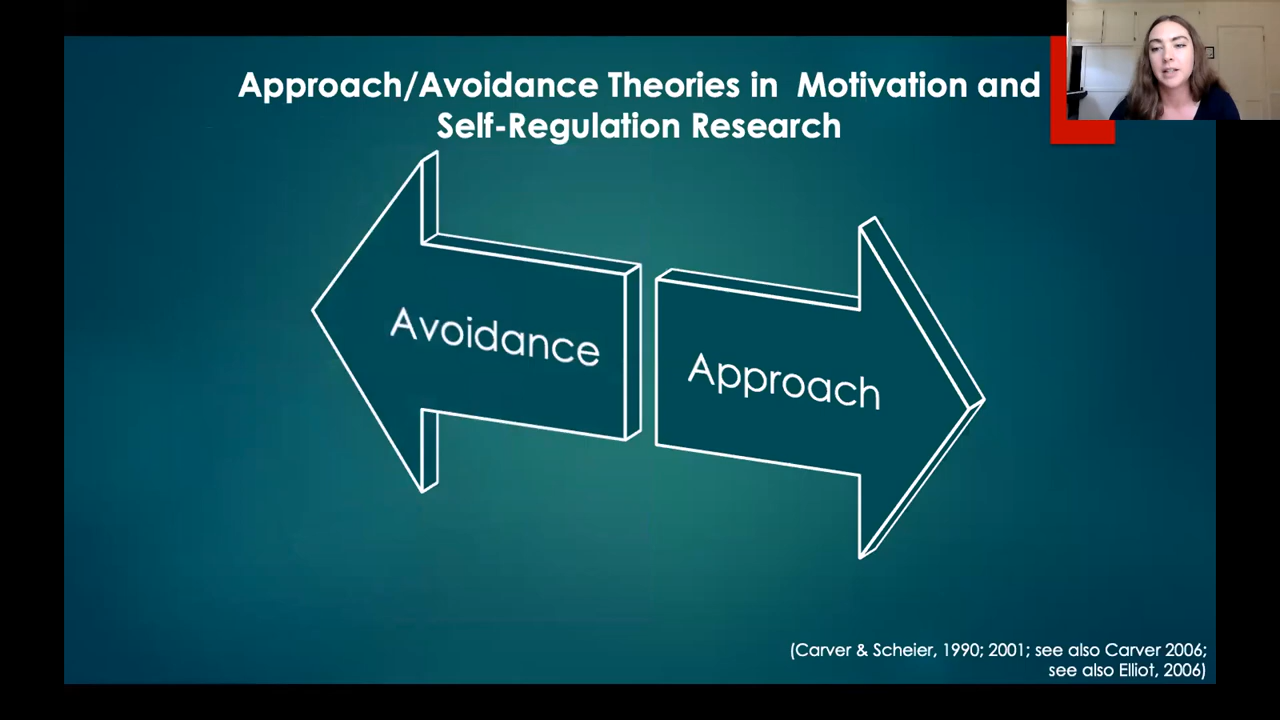 Approach/Avoidance Theories in  Motivation and
Self-Regulation Research
Avoidance
Approach
(Carver & Scheier, 1990; 2001; see also Carver 2006;
see also Elliot, 2006)